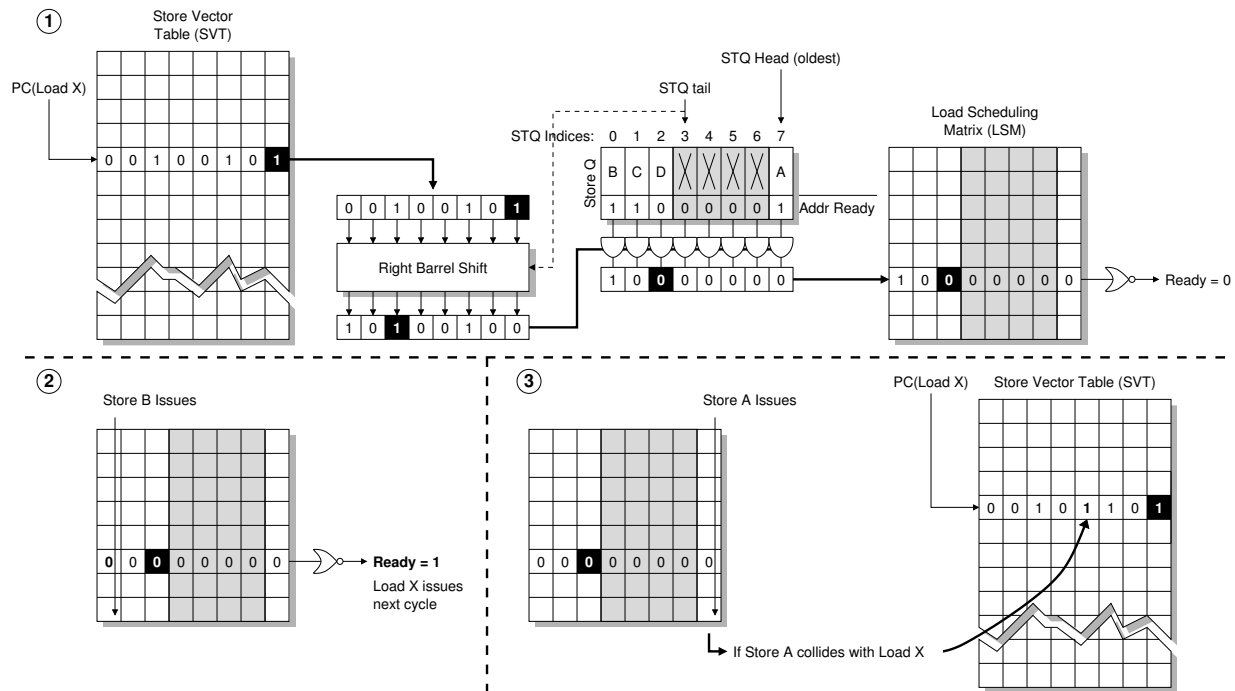 1
Store Vector
Table (SVT)
PC(Load X)
0 0 1 0 0 1 0 1
0 0 1 0 0 1 0 1
Right Barrel Shift
1 0 1 0 0 1 0 0
STQ Head (oldest)
STQ tail
STQ Indices: 0 1 2 3 4 5 6 7
Store Q
B C D A
1 1 0 0 0 0 0 1
Addr Ready
1 0 0 0 0 0 0 0
Load Scheduling
Matrix (LSM)
1 0 0 0 0 0 0 0
Ready = 0
2
Store B Issues
0 0 0 0 0 0 0 0
Ready = 1
Load X issues
next cycle
3
Store A Issues
0 0 0 0 0 0 0 0
If Store A collides with Load X
PC(Load X)
Store Vector Table (SVT)
0 0 1 0 1 1 0 1